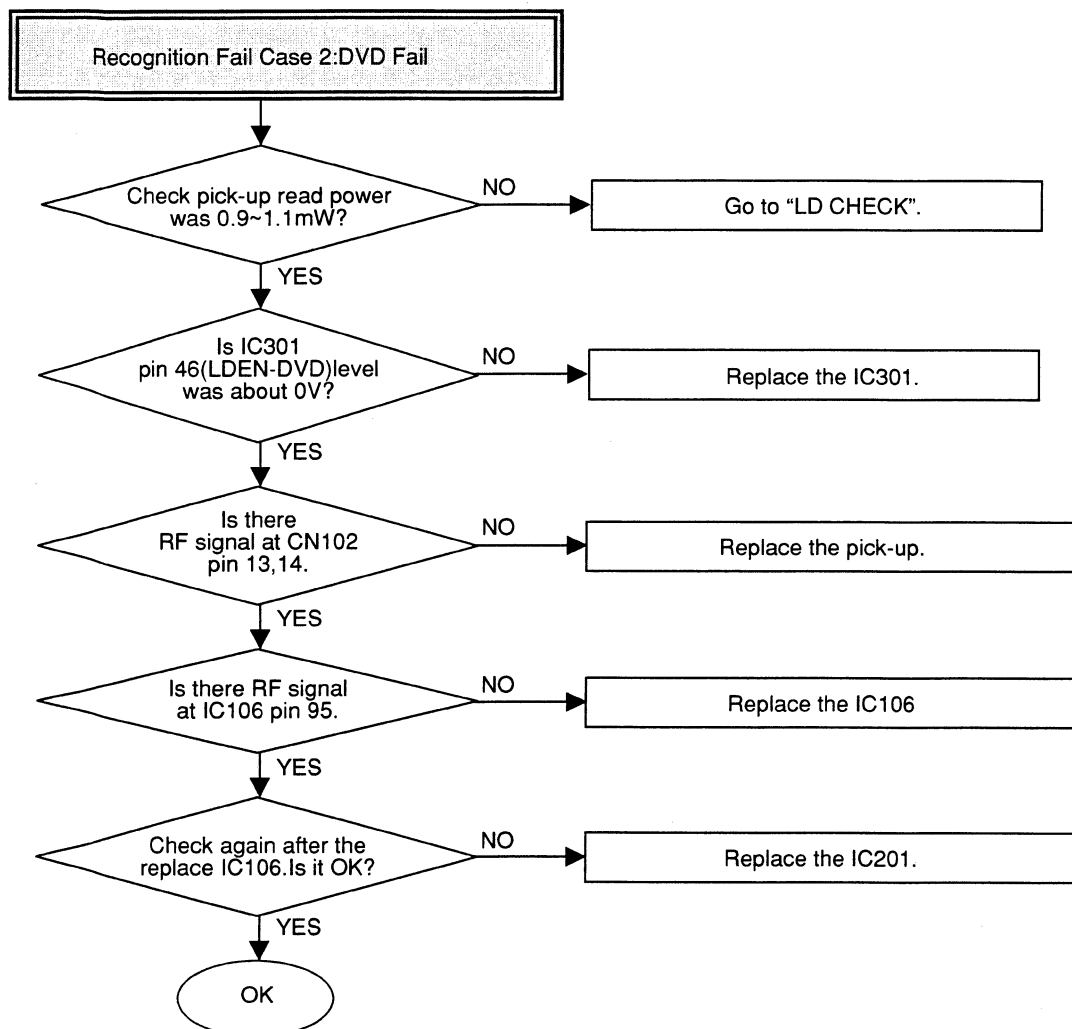 Recognition Fail Case 2:DVD Fail
Check pick-up read power
was 0.9~1.1mW?
NO
Go to “LD CHECK”.
YES
Is IC301
pin 46(LDEN-DVD)level
was about 0V?
NO
Replace the IC301.
YES
Is there
RF signal at CN102
pin 13,14.
NO
Replace the pick-up.
YES
Is there RF signal
at IC106 pin 95.
NO
Replace the IC106
YES
Check again after the
replace IC106.Is it OK?
NO
Replace the IC201.
YES
OK